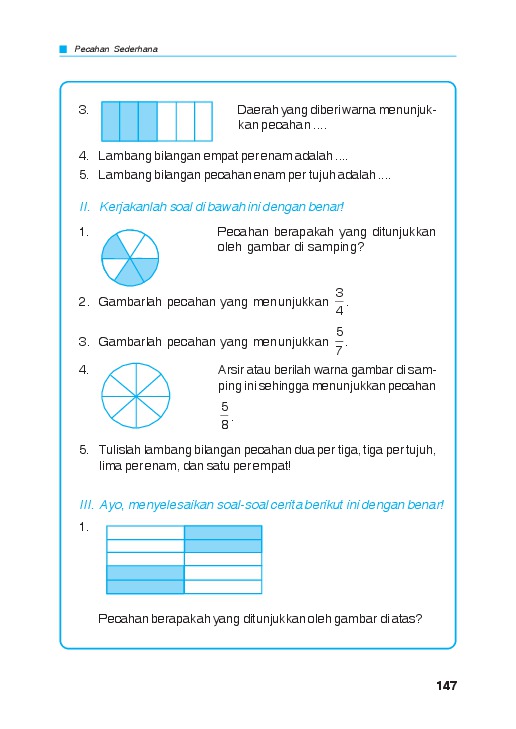 Pecahan Sederhana
3. Daerah yang diberi warna menunjuk-
kan pecahan ....
4. Lambang bilangan empat per enam adalah ....
5. Lambang bilangan pecahan enam per tujuh adalah ....
II. Kerjakanlah soal di bawah ini dengan benar!
1. Pecahan berapakah yang ditunjukkan
oleh gambar di samping?
2. Gambarlah pecahan yang menunjukkan 3/4.
3. Gambarlah pecahan yang menunjukkan 5/7.
4. Arsir atau berilah warna gambar di sam-
ping ini sehingga menunjukkan pecahan
5/8.
5. Tulislah lambang bilangan pecahan dua per tiga, tiga per tujuh,
lima per enam, dan satu per empat!
III. Ayo, menyelesaikan soal-soal cerita berikut ini dengan benar!
1.
Pecahan berapakah yang ditunjukkan oleh gambar di atas?
147